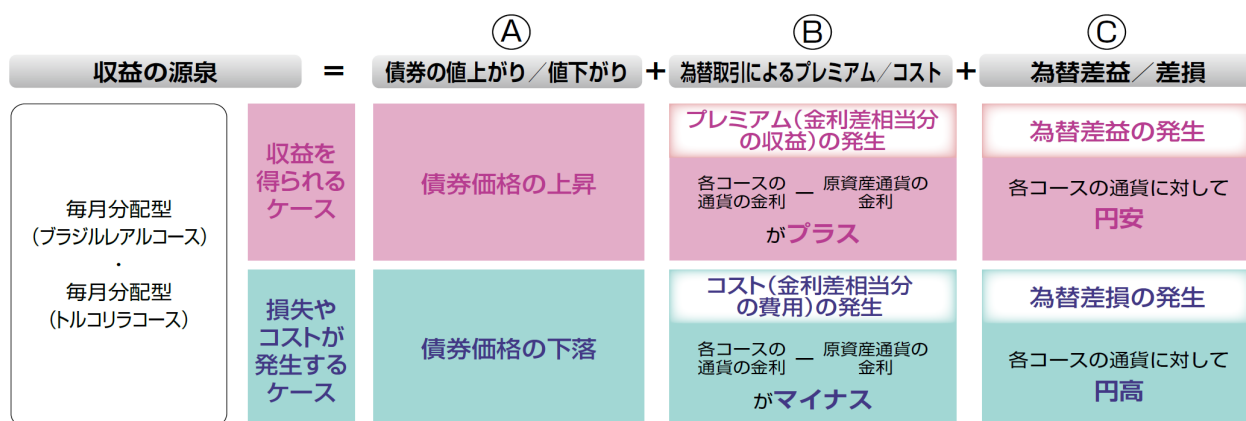 Ⓐ
Ⓑ
Ⓒ
収益の源泉 = 債券の値上がり/値下がり + 為替取引によるプレミアム/コスト + 為替差益/差損
毎月分配型
(ブラジルレアルコース)
・
毎月分配型
(トルコリラコース)
収益を
得られる
ケース
債券価格の上昇
プレミアム(金利差相当分
の収益)の発生
各コースの
通貨の金利
－
原資産通貨の
金利
がプラス
為替差益の発生
各コースの通貨に対して
円安
損失や
コストが
発生する
ケース
債券価格の下落
コスト(金利差相当分
の費用)の発生
各コースの
通貨の金利
－
原資産通貨の
金利
がマイナス
為替差損の発生
各コースの通貨に対して
円高